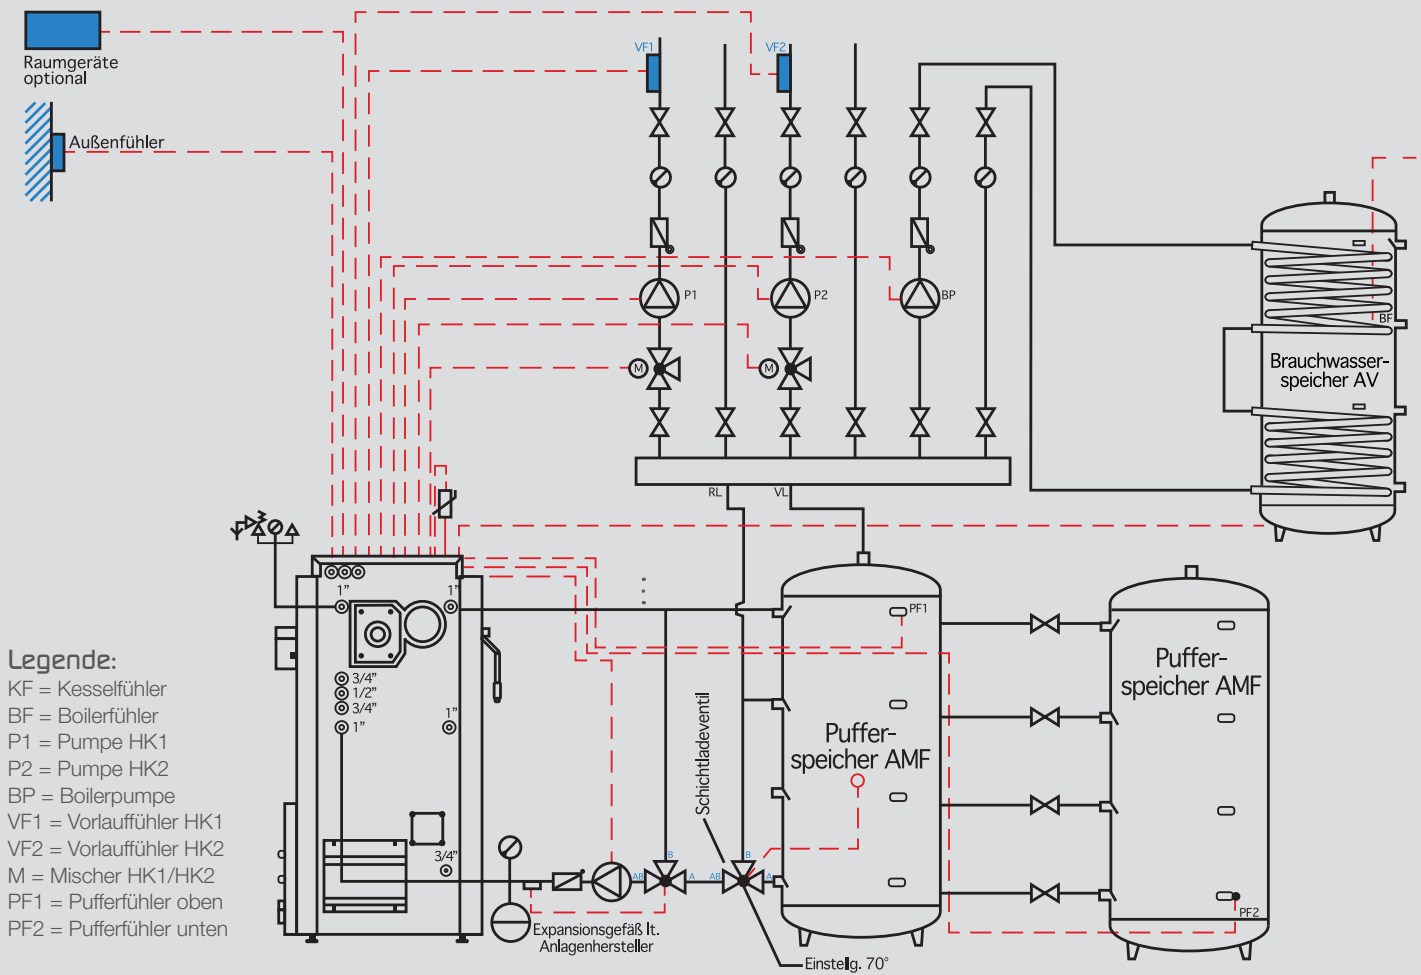 Raumgeräte
optional
Außenfühler
VF1
VF2
P1
P2
BP
M
M
BF
Brauchwasser-
speicher AV
RL
VL
1"
1"
3/4"
1/2"
3/4"
1"
1"
3/4"
PF1
Puffer-
speicher AMF
Puffer-
speicher AMF
PF2
Schichtladeventil
B
AB
A
B
AB
A
Expansionsgefäß lt.
Anlagenhersteller
Einstellg. 70°
Legende:
KF = Kesselfühler
BF = Boilerfühler
P1 = Pumpe HK1
P2 = Pumpe HK2
BP = Boilerpumpe
VF1 = Vorlauffühler HK1
VF2 = Vorlauffühler HK2
M = Mischer HK1/HK2
PF1 = Pufferfühler oben
PF2 = Pufferfühler unten